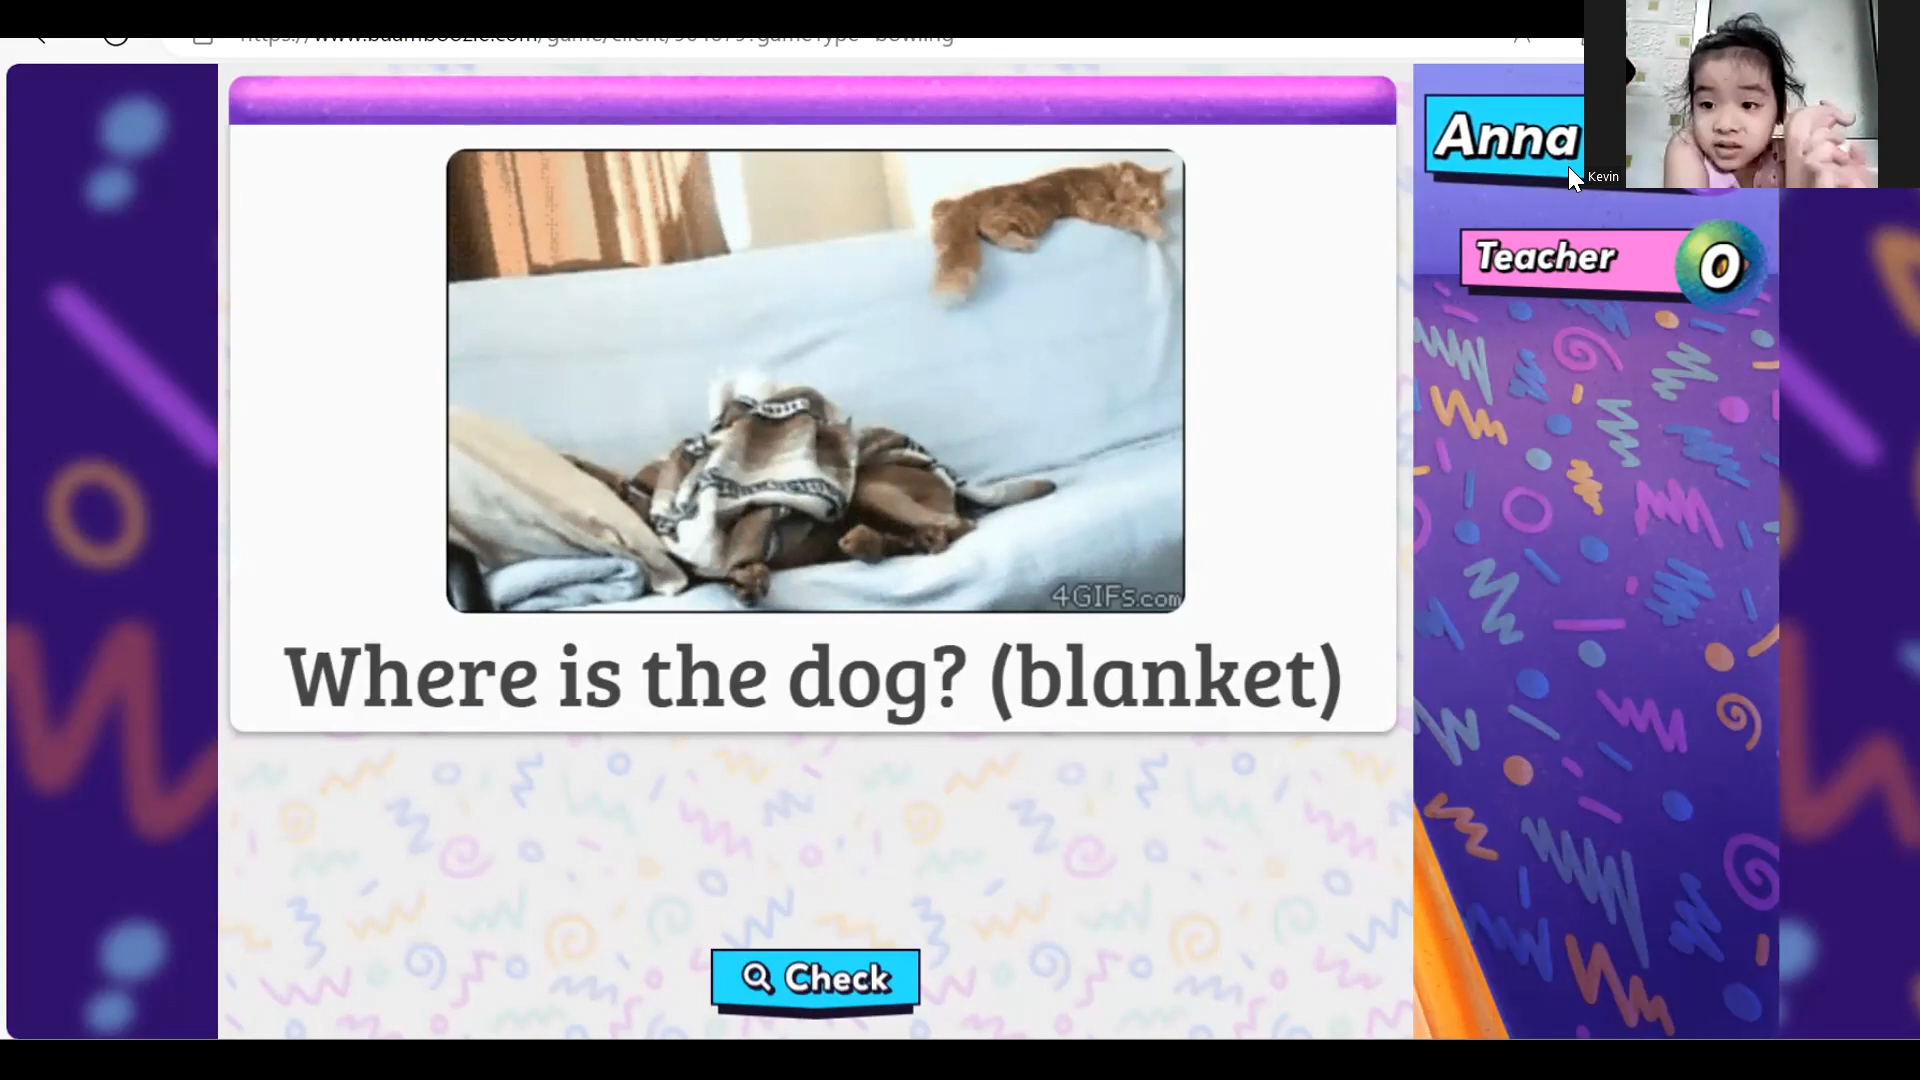 Anna
Kevin
Teacher
0
4GIFs.com
Where is the dog? (blanket)
Check